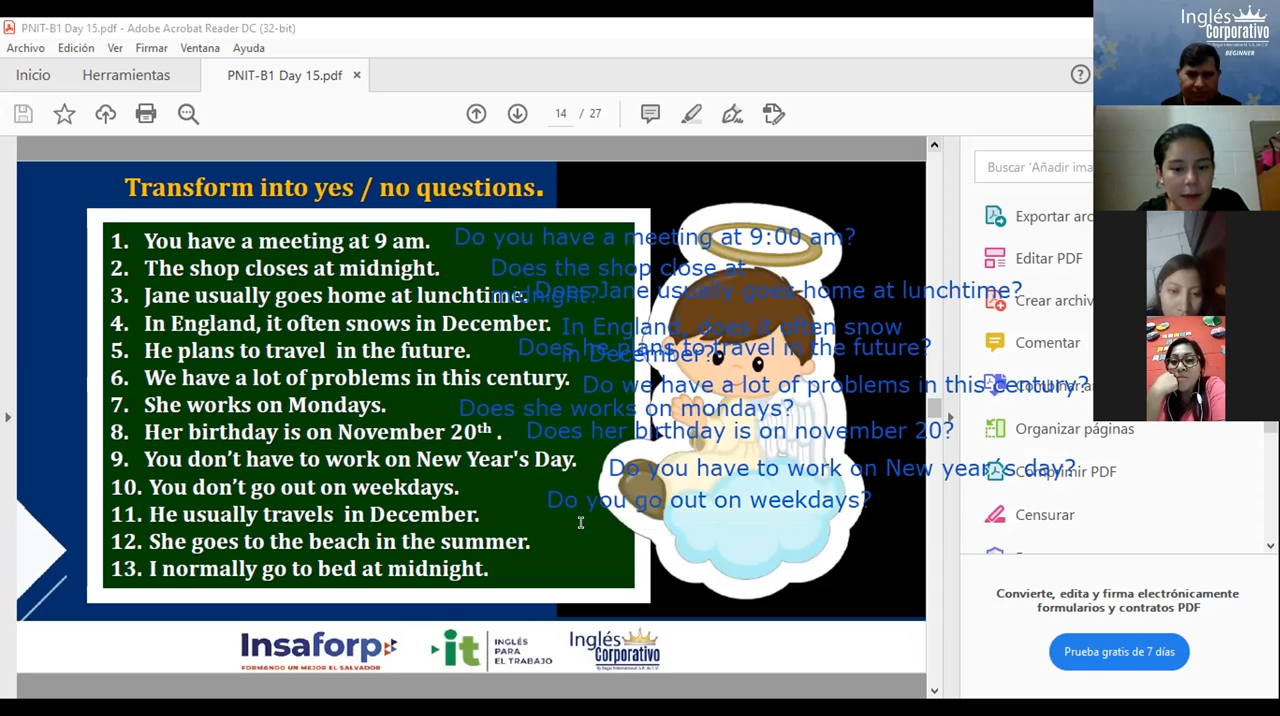 PNIT-B1 Day 15.pdf - Adobe Acrobat Reader DC (32-bit)
Archivo Edición Ver Firmar Ventana Ayuda
Inicio Herramientas PNIT-B1 Day 15.pdf ×
14 / 27
Transform into yes / no questions.
1. You have a meeting at 9 am.
Do you have a meeting at 9:00 am?
2. The shop closes at midnight.
Does the shop close at
midnight?
3. Jane usually goes home at lunchtime.
Does Jane usually goes home at lunchtime?
4. In England, it often snows in December.
In England, does it often snow
in December?
5. He plans to travel in the future.
Does he plans to travel in the future?
6. We have a lot of problems in this century.
Do we have a lot of problems in this century?
7. She works on Mondays.
Does she works on mondays?
8. Her birthday is on November 20th .
Does her birthday is on november 20?
9. You don't have to work on New Year's Day.
Do you have to work on New year´s day?
10. You don't go out on weekdays.
Do you go out on weekdays?
11. He usually travels in December.
12. She goes to the beach in the summer.
13. I normally go to bed at midnight.
Insaforp
FORMANDO UN MEJOR EL SALVADOR
it
INGLÉS
PARA
EL TRABAJO
Inglés
Corporativo
Buscar 'Añadir ima
Exportar arc
Editar PDF
Crear archiv
Comentar
Combinar a
Organizar páginas
Comprimir PDF
Censurar
Convierte, edita y firma electrónicamente
formularios y contratos PDF
Prueba gratis de 7 días
Inglés
Corporativo
BEGINNER